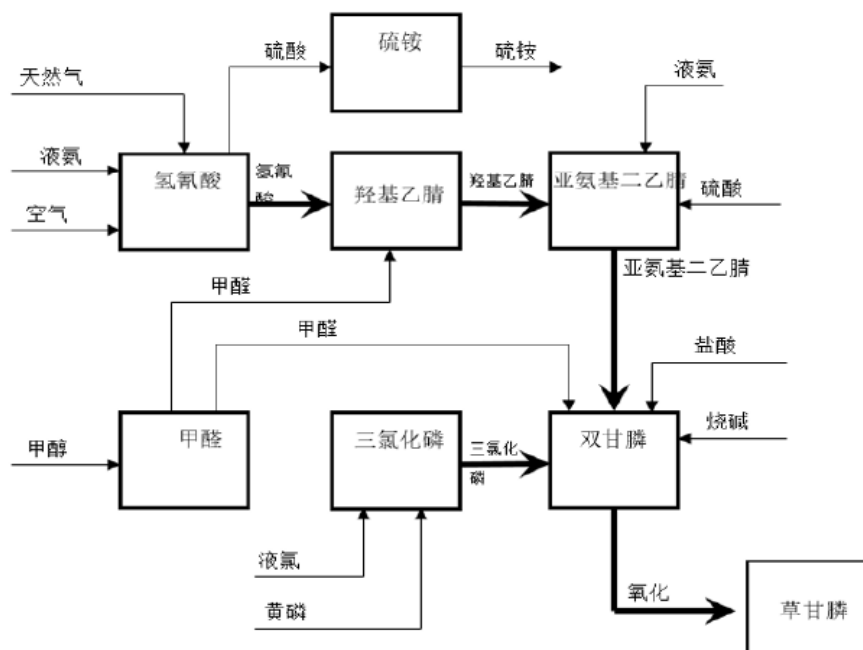 硫酸
硫铵
硫铵
天然气
液氨
液氨
氢氰酸
氢氰
酸
羟基乙腈
羟基乙腈
亚氨基二乙腈
硫酸
空气
亚氨基二乙腈
甲醛
甲醛
盐酸
甲醛
三氯化磷
双甘膦
烧碱
甲醇
三氯化
磷
液氯
黄磷
氧化
草甘膦